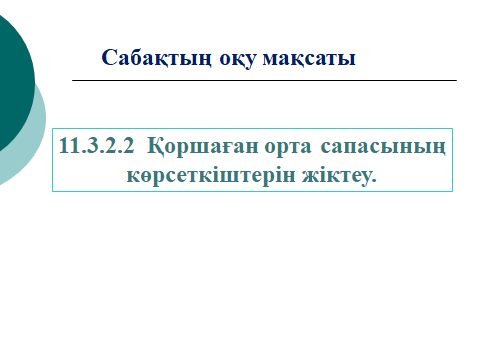 Сабақтың оқу мақсаты
11.3.2.2 Қоршаған орта сапасының
көрсеткіштерін жіктеу.